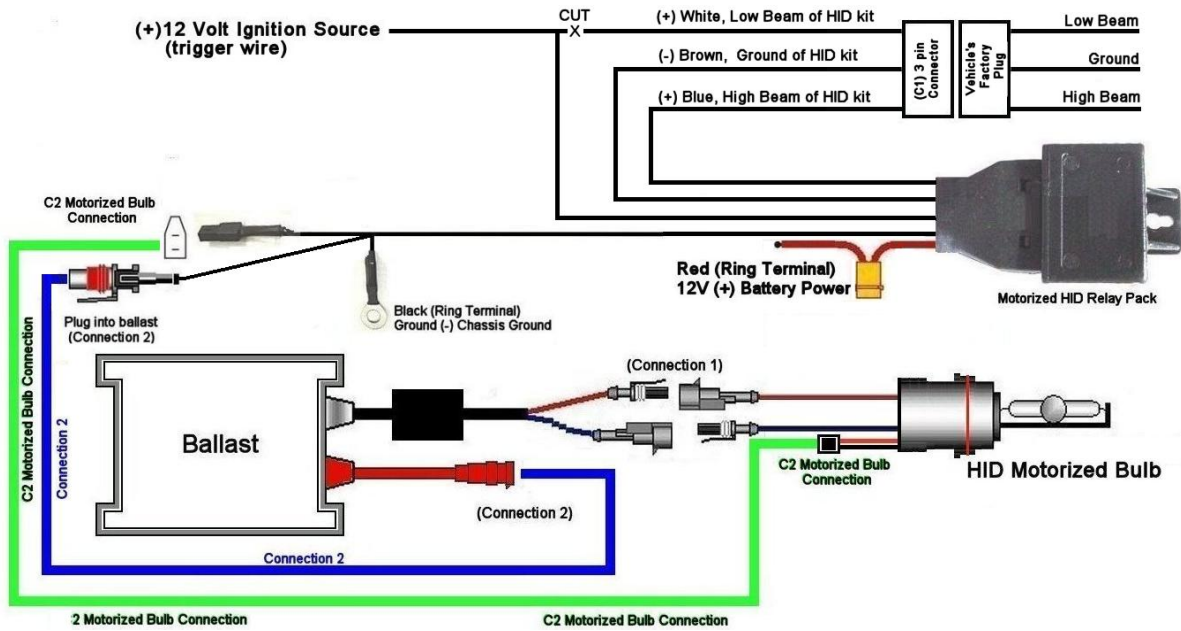 CUT
X
(+)12 Volt Ignition Source
(trigger wire)
(+) White, Low Beam of HID kit
(-) Brown, Ground of HID kit
(+) Blue, High Beam of HID kit
(C1) 3 pin
Connector
Vehicle's
Factory
Plug
Low Beam
Ground
High Beam
C2 Motorized Bulb
Connection
Red (Ring Terminal)
12V (+) Battery Power
Motorized HID Relay Pack
Plug into ballast
(Connection 2)
Black (Ring Terminal)
Ground (-) Chassis Ground
C2 Motorized Bulb Connection
Connection 2
Ballast
(Connection 1)
(Connection 2)
C2 Motorized Bulb
Connection
HID Motorized Bulb
Connection 2
2 Motorized Bulb Connection
C2 Motorized Bulb Connection